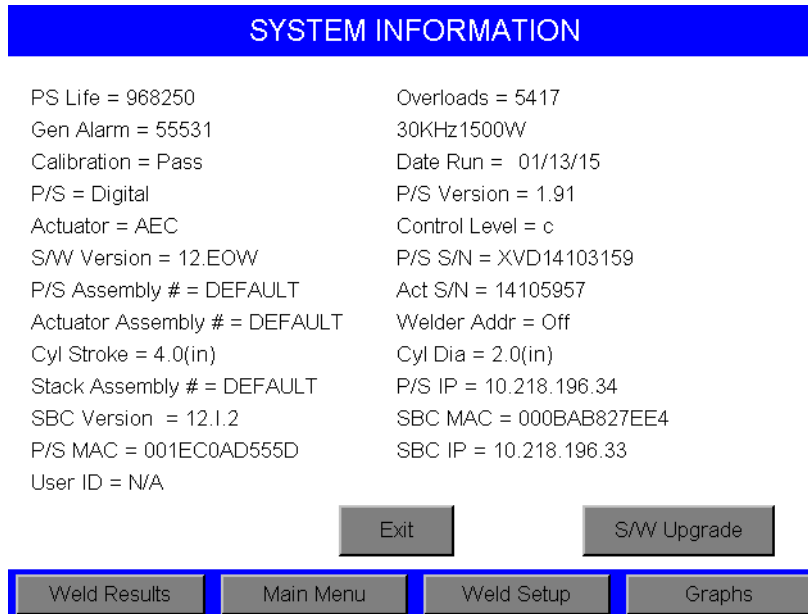 SYSTEM INFORMATION
PS Life = 968250
Overloads = 5417
Gen Alarm = 55531
30KHz1500W
Calibration = Pass
Date Run = 01/13/15
P/S = Digital
P/S Version = 1.91
Actuator = AEC
Control Level = c
S/W Version = 12.EOW
P/S S/N = XVD14103159
P/S Assembly # = DEFAULT
Act S/N = 14105957
Actuator Assembly # = DEFAULT
Welder Addr = Off
Cyl Stroke = 4.0(in)
Cyl Dia = 2.0(in)
Stack Assembly # = DEFAULT
P/S IP = 10.218.196.34
SBC Version = 12.I.2
SBC MAC = 000BAB827EE4
P/S MAC = 001EC0AD555D
SBC IP = 10.218.196.33
User ID = N/A
Exit
S/W Upgrade
Weld Results
Main Menu
Weld Setup
Graphs